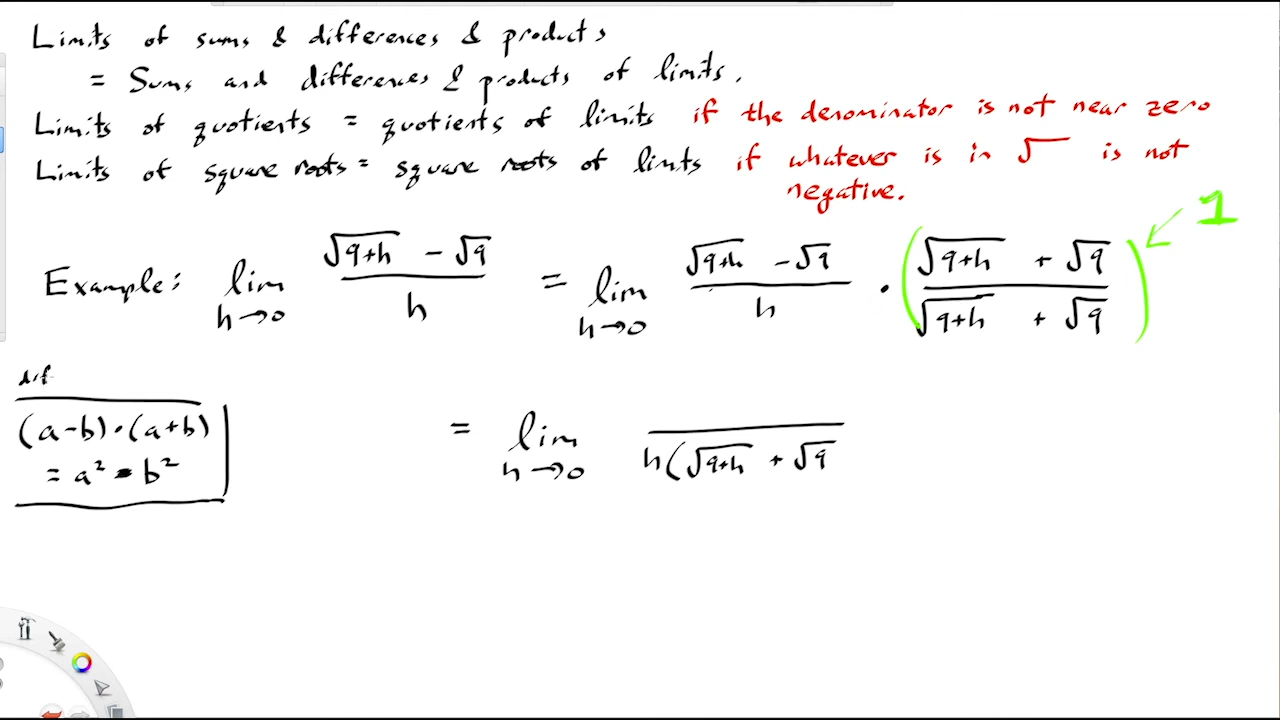 Limits of sums & differences & products
= Sums and differences & products of limits.
Limits of quotients = quotients of limits if the denominator is not near zero
Limits of square roots = square roots of limits if whatever is in √ is not
negative.
1
Example: lim h→0 (√(9+h) - √9)/h = lim h→0 (√(9+h) - √9)/h · ((√(9+h) + √9)/(√(9+h) + √9))
dif
(a-b)·(a+b)
= a² - b²
= lim h→0 /h(√(9+h) + √9